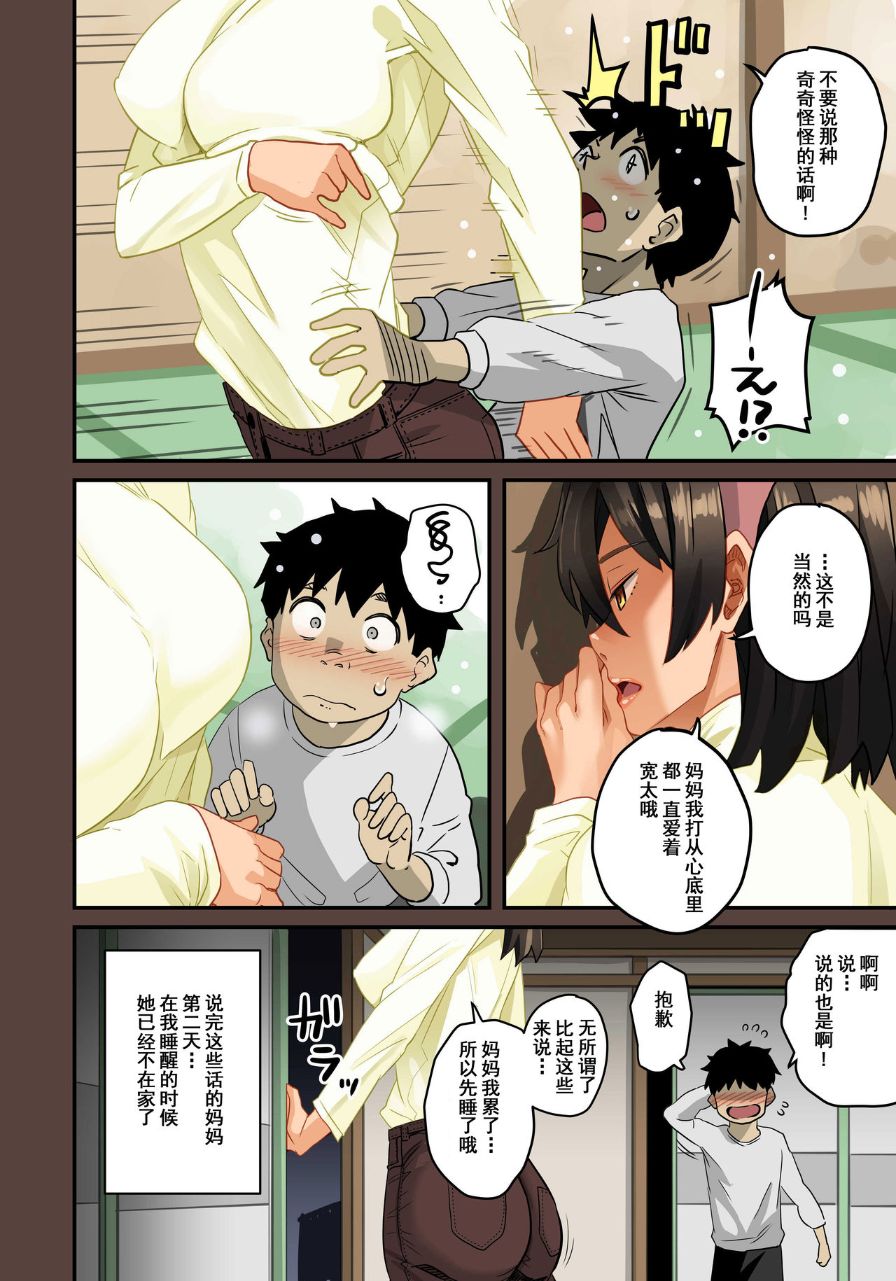 不要说那种
奇奇怪怪的话啊！
ドン
えー!?
…这不是
当然的吗
妈妈我打从心底里
都一直爱着
宽太哦
啊啊
说…
说的也是啊！
抱歉
无所谓了
比起这些
来说…
妈妈我累了…
所以先睡了哦
ガラッ
说完这些话的妈妈
第二天…
在我睡醒的时候
她已经不在家了